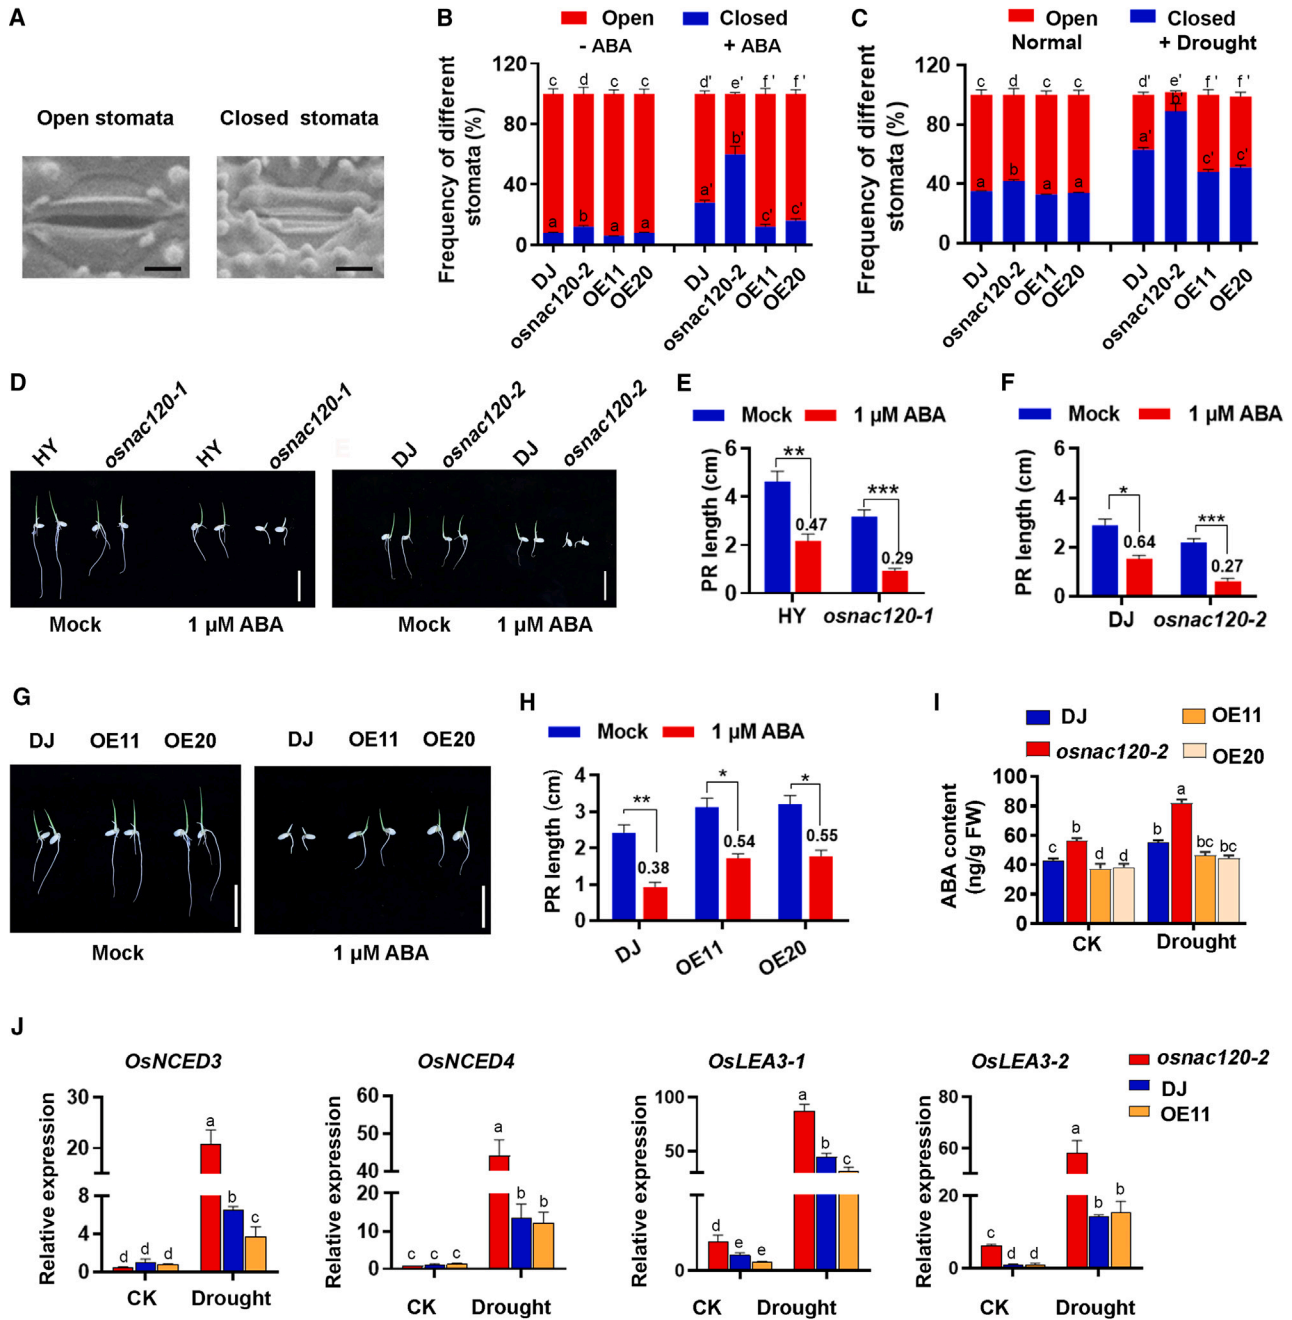 A
Open stomata
Closed stomata
B
Open
Closed
- ABA
+ ABA
Frequency of different
stomata (%)
120
80
40
0
c
d
c
c
d'
e'
f'
f'
a
b
a
a
a'
b'
c'
c'
DJ
osnac120-2
OE11
OE20
DJ
osnac120-2
OE11
OE20
C
Open
Closed
Normal
+ Drought
Frequency of different
stomata (%)
120
80
40
0
c
d
c
c
d'
e'
f'
f'
a
b
a
a
a'
b
c'
c'
DJ
osnac120-2
OE11
OE20
DJ
osnac120-2
OE11
OE20
D
HY
osnac120-1
HY
osnac120-1
Mock
1 µM ABA
DJ
osnac120-2
DJ
osnac120-2
Mock
1 µM ABA
E
Mock
1 µM ABA
PR length (cm)
6
4
2
0
**
0.47
***
0.29
HY
osnac120-1
F
Mock
1 µM ABA
PR length (cm)
6
4
2
0
*
0.64
***
0.27
DJ
osnac120-2
G
DJ
OE11
OE20
DJ
OE11
OE20
Mock
1 µM ABA
H
Mock
1 µM ABA
PR length (cm)
4
3
2
1
0
**
0.38
*
0.54
*
0.55
DJ
OE11
OE20
I
DJ
OE11
osnac120-2
OE20
ABA content
(ng/g FW)
100
80
60
40
20
0
c
b
d
d
b
a
bc
bc
CK
Drought
J
OsNCED3
Relative expression
30
20
8
4
0
d
d
d
a
b
c
CK
Drought
OsNCED4
Relative expression
60
50
40
20
10
0
c
c
c
a
b
b
CK
Drought
OsLEA3-1
Relative expression
100
50
0
d
e
e
a
b
c
CK
Drought
OsLEA3-2
Relative expression
80
60
20
0
c
d
d
a
b
b
CK
Drought
osnac120-2
DJ
OE11